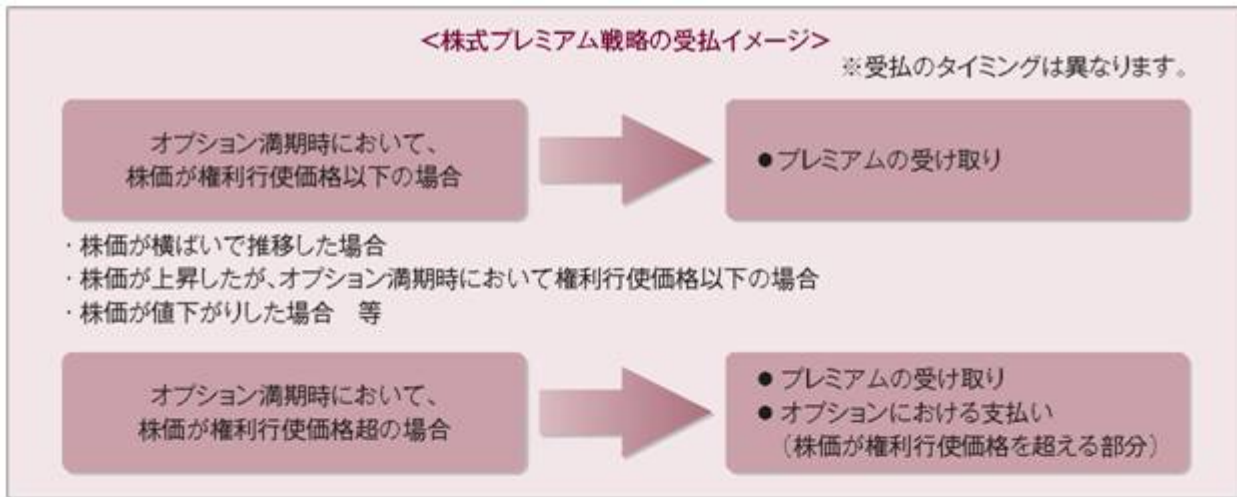 ＜株式プレミアム戦略の受払イメージ＞
※受払のタイミングは異なります。
オプション満期時において、
株価が権利行使価格以下の場合
●プレミアムの受け取り
・株価が横ばいで推移した場合
・株価が上昇したが、オプション満期時において権利行使価格以下の場合
・株価が値下がりした場合　等
オプション満期時において、
株価が権利行使価格超の場合
● プレミアムの受け取り
● オプションにおける支払い
（株価が権利行使価格を超える部分）